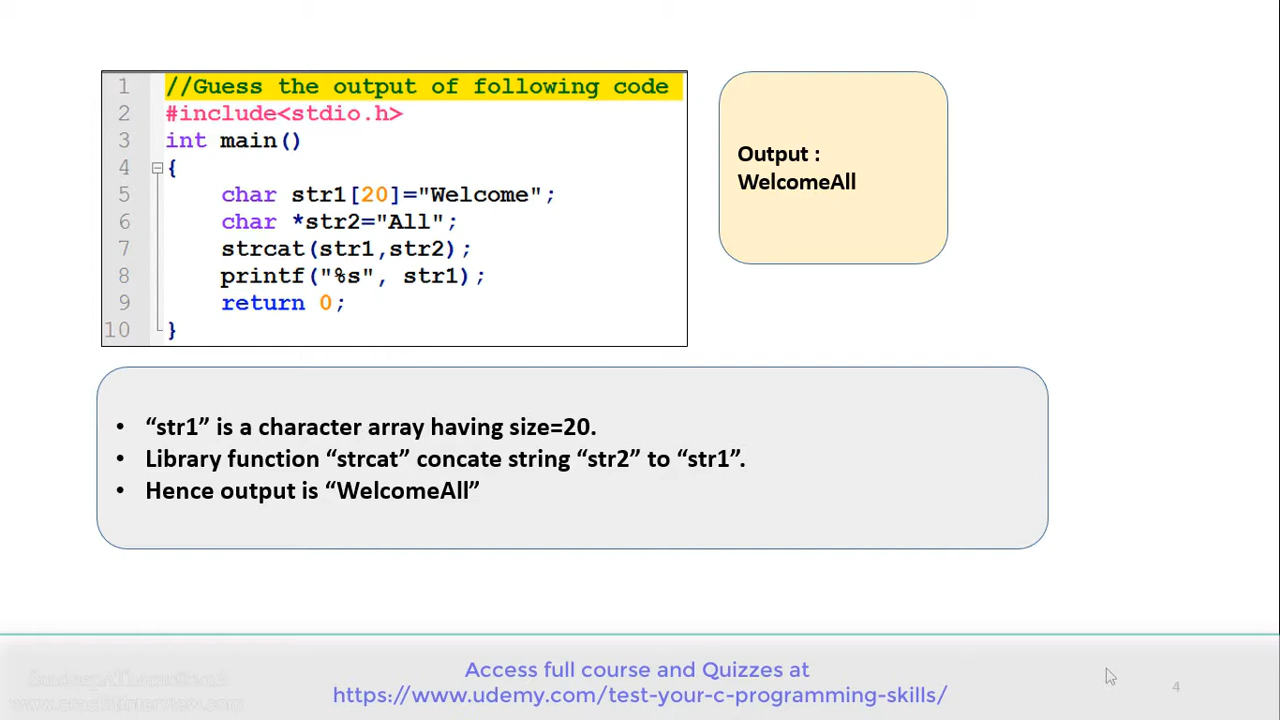 1 //Guess the output of following code
2 #include<stdio.h>
3 int main()
4 {
5 char str1[20]="Welcome";
6 char *str2="All";
7 strcat(str1,str2);
8 printf("%s", str1);
9 return 0;
10 }
Output :
WelcomeAll
• “str1” is a character array having size=20.
• Library function “strcat” concate string “str2” to “str1”.
• Hence output is “WelcomeAll”
Access full course and Quizzes at
https://www.udemy.com/test-your-c-programming-skills/
4